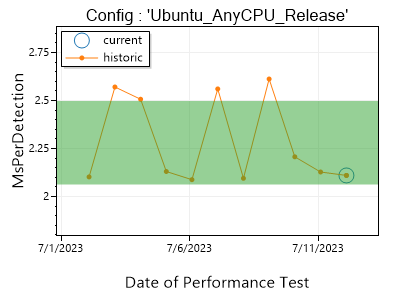 Config : 'Ubuntu_AnyCPU_Release'
current
historic
MsPerDetection
2.75
2.5
2.25
2
7/1/2023
7/6/2023
7/11/2023
Date of Performance Test